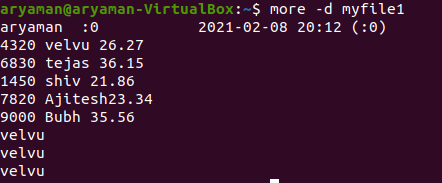 aryaman@aryaman-VirtualBox:~$ more -d myfile1
aryaman  :0           2021-02-08 20:12 (:0)
4320 velvu 26.27
6830 tejas 36.15
1450 shiv 21.86
7820 Ajitesh23.34
9000 Bubh 35.56
velvu
velvu
velvu